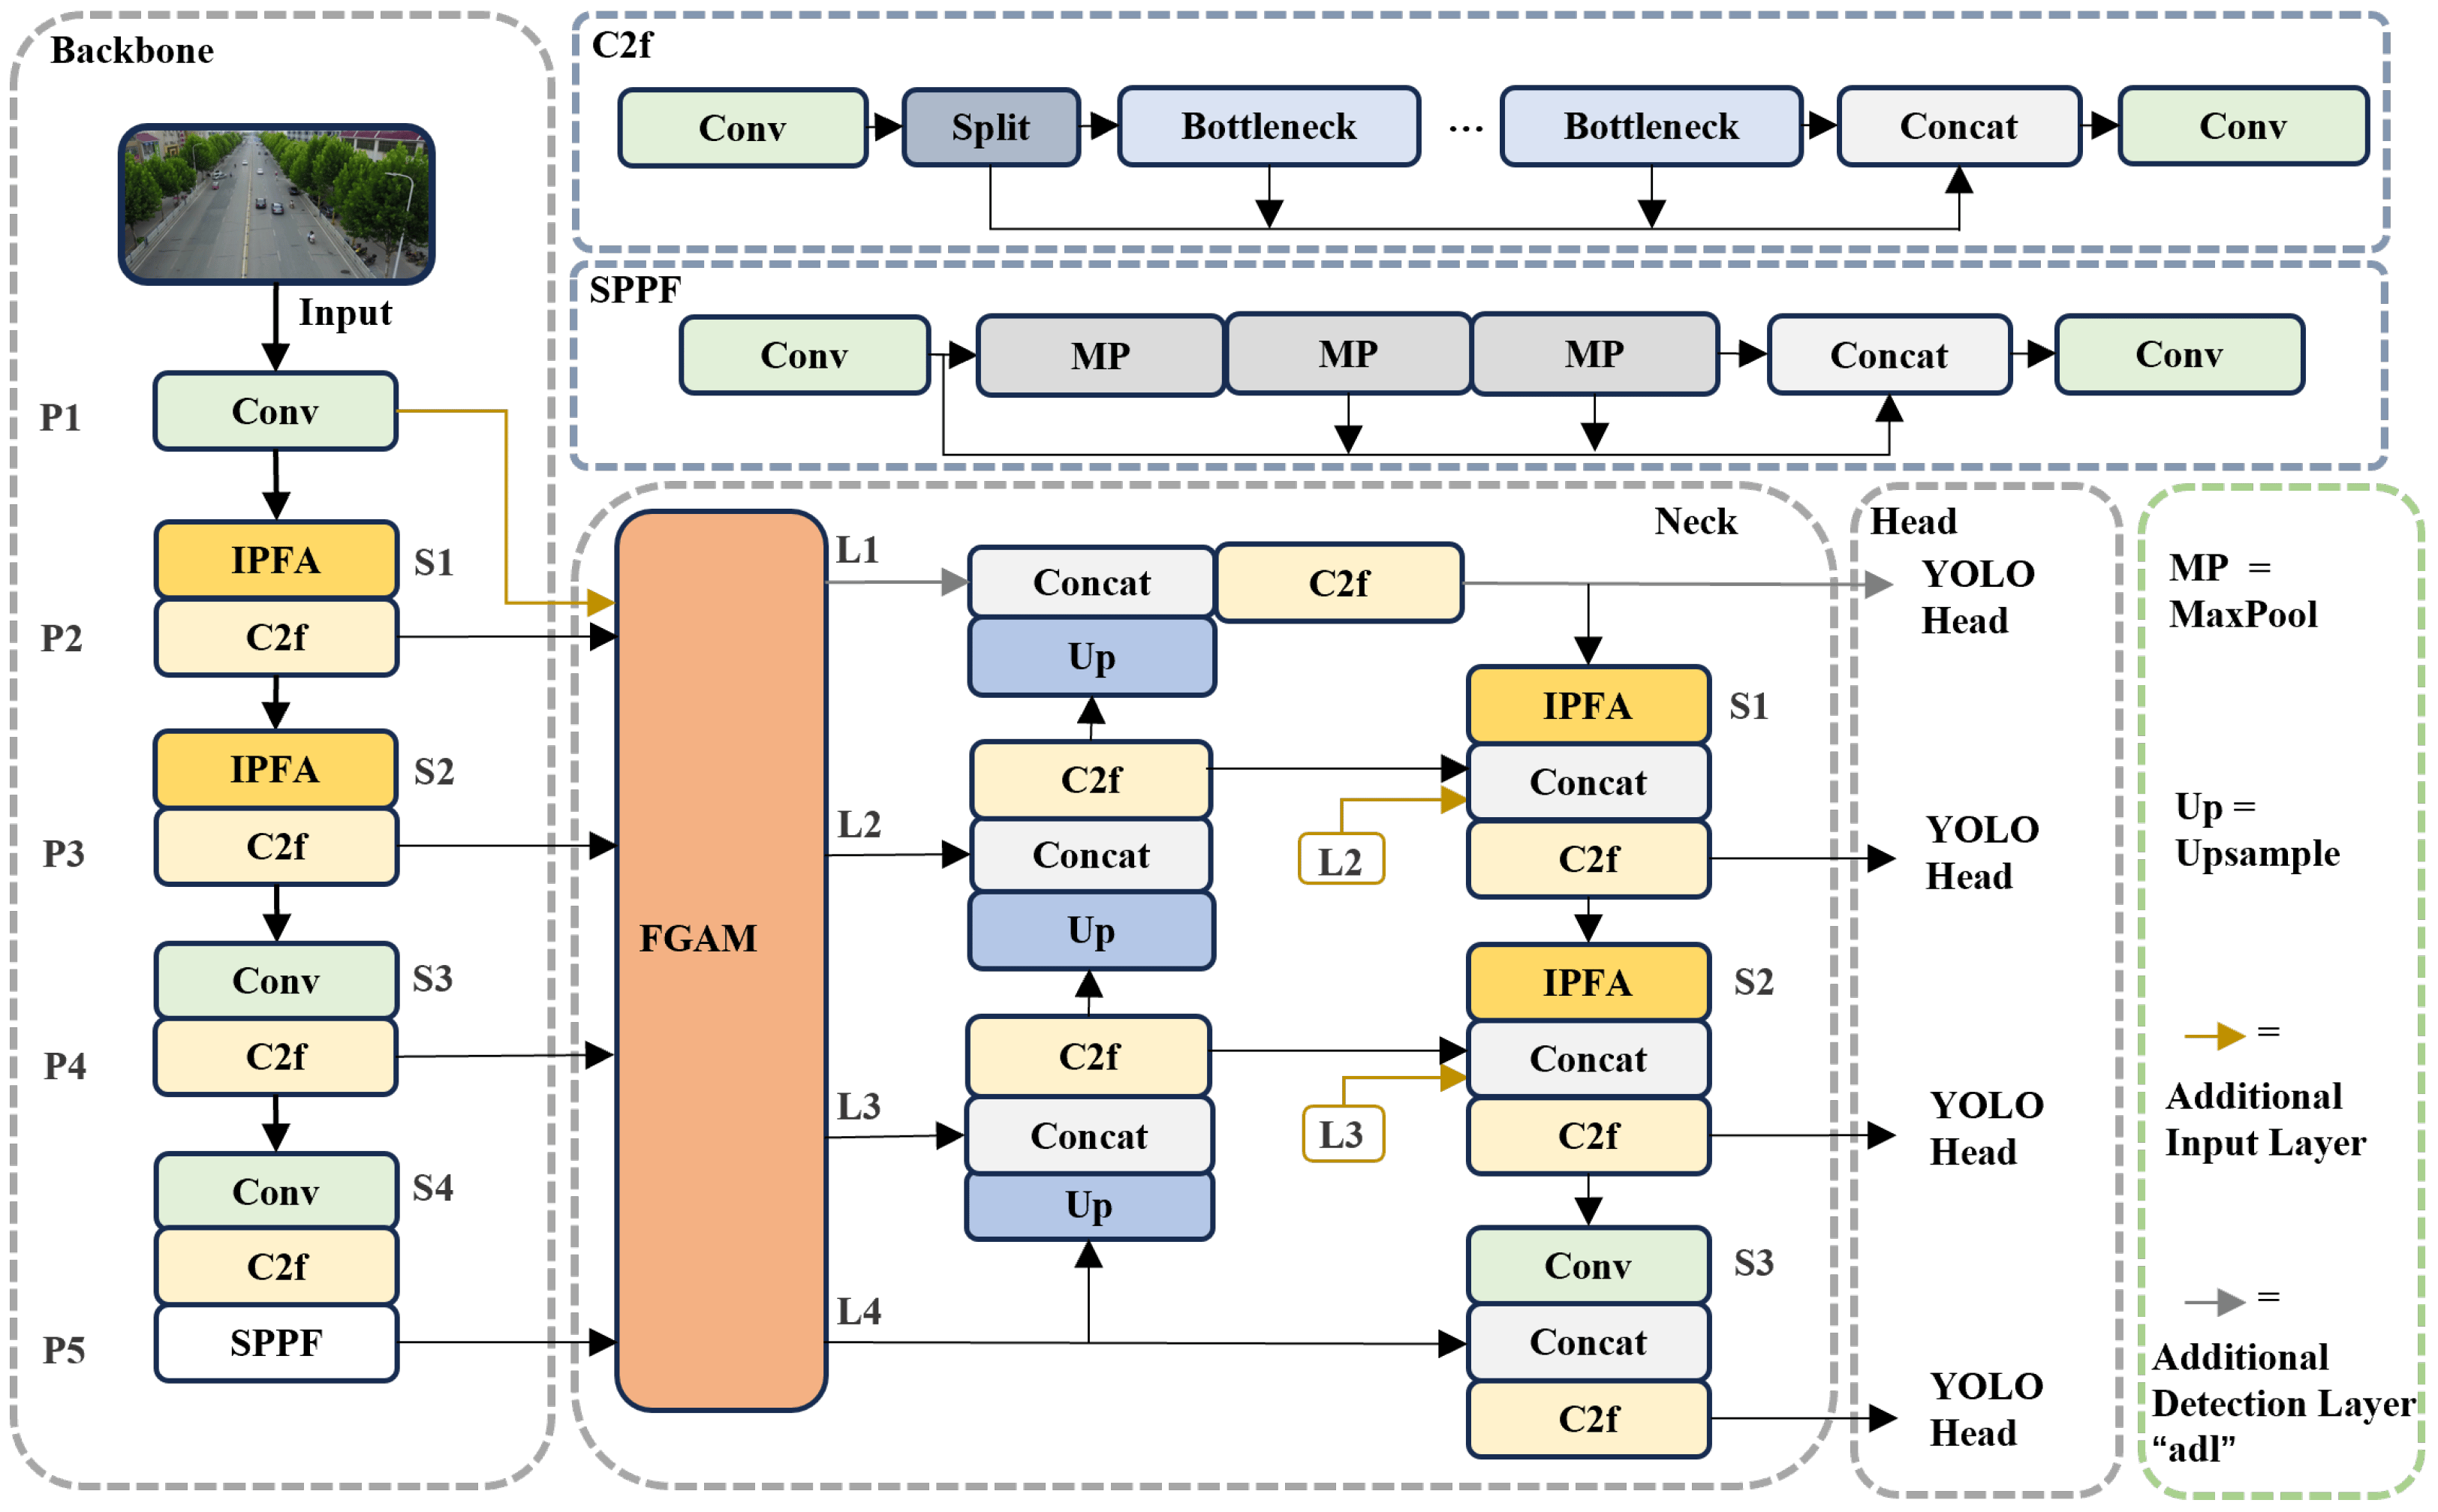 Backbone
Input
P1
Conv
IPFA
S1
P2
C2f
IPFA
S2
P3
C2f
Conv
S3
P4
C2f
Conv
S4
C2f
P5
SPPF
C2f
Conv
Split
Bottleneck
...
Bottleneck
Concat
Conv
SPPF
Conv
MP
MP
MP
Concat
Conv
Neck
FGAM
L1
Concat
C2f
Up
C2f
L2
Concat
Up
C2f
L3
Concat
Up
L4
IPFA
S1
Concat
L2
C2f
IPFA
S2
Concat
L3
C2f
Conv
S3
Concat
C2f
Head
YOLO
Head
YOLO
Head
YOLO
Head
YOLO
Head
MP =
MaxPool
Up =
Upsample
=
Additional
Input Layer
=
Additional
Detection Layer
“adl”